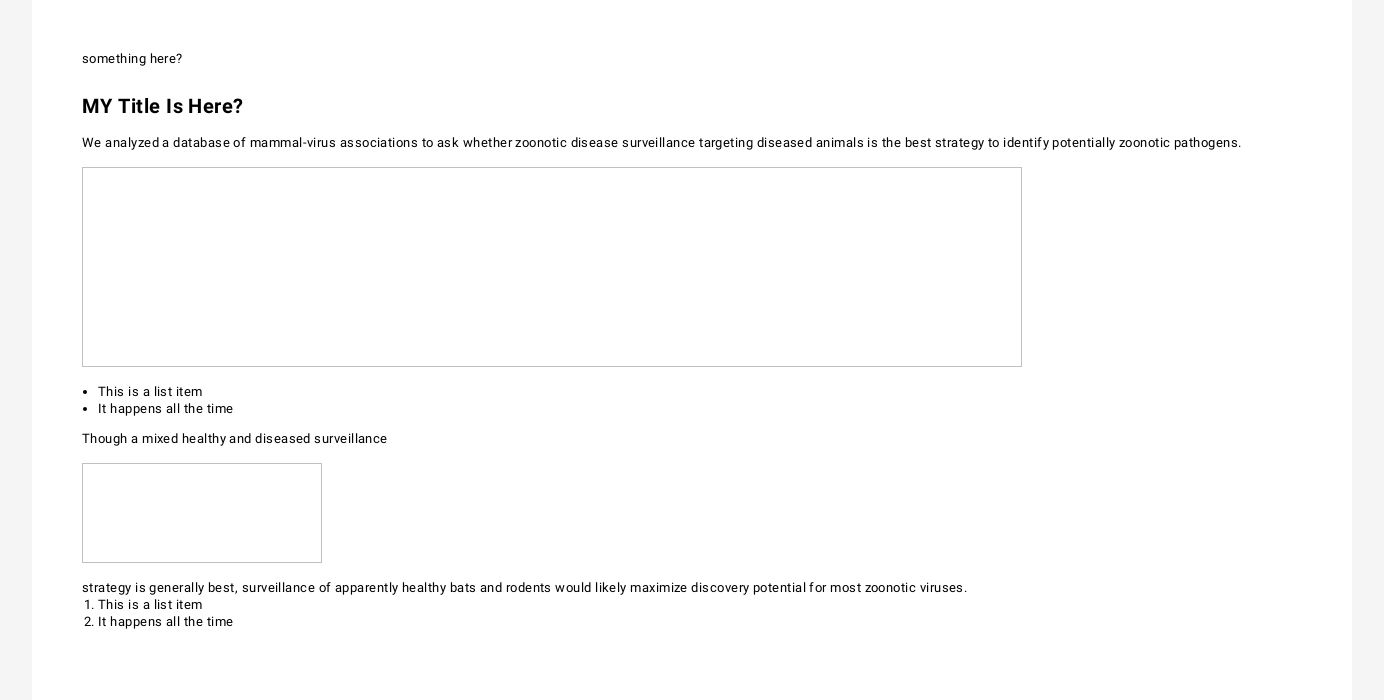 something here?
MY Title Is Here?
We analyzed a database of mammal-virus associations to ask whether zoonotic disease surveillance targeting diseased animals is the best strategy to identify potentially zoonotic pathogens.
• This is a list item
• It happens all the time
Though a mixed healthy and diseased surveillance
strategy is generally best, surveillance of apparently healthy bats and rodents would likely maximize discovery potential for most zoonotic viruses.
1. This is a list item
2. It happens all the time